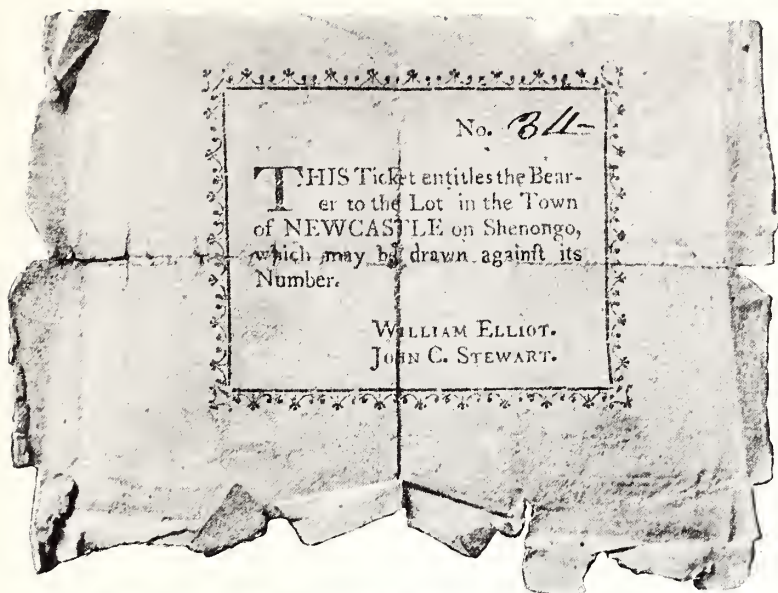 No. 34
THIS Ticket entitles the Bear-
er to the Lot in the Town
of NEWCASTLE on Shenongo,
which may be drawn againſt its
Number.
WILLIAM ELLIOT.
JOHN C. STEWART.